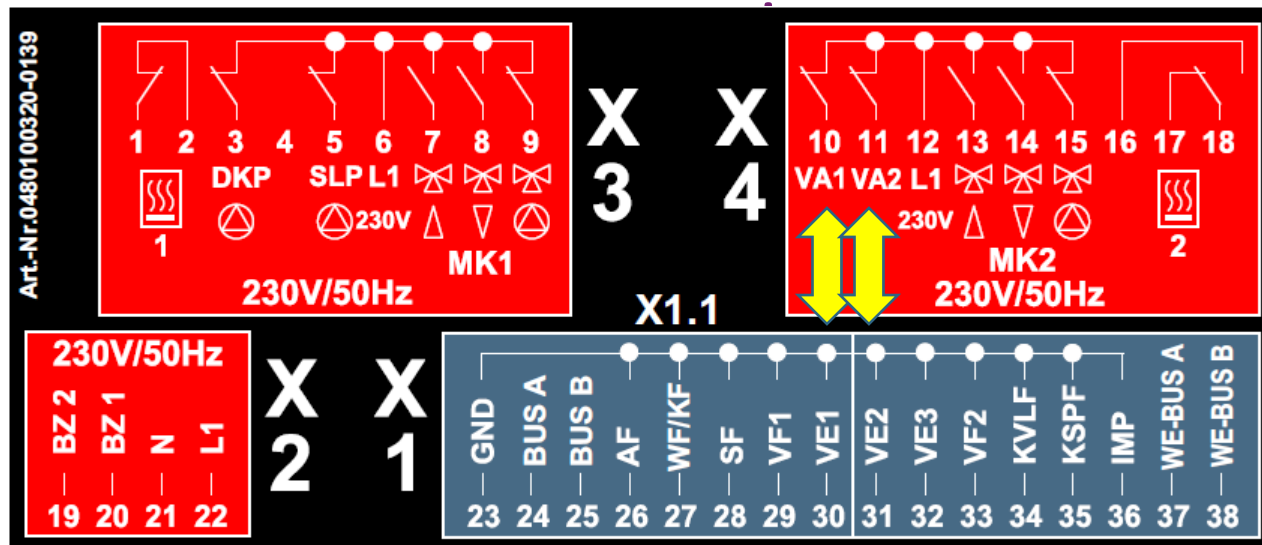 Art.-Nr.0480100320-0139
1 2 3 4 5 6 7 8 9
DKP SLP L1
230V
1
MK1
230V/50Hz
X
3
X
4
10 11 12 13 14 15 16 17 18
VA1 VA2 L1
230V
2
MK2
230V/50Hz
X1.1
230V/50Hz
BZ 2 BZ 1 N L1
19 20 21 22
X
2
X
1
GND BUS A BUS B AF WF/KF SF VF1 VE1 VE2 VE3 VF2 KVLF KSPF IMP WE-BUS A WE-BUS B
23 24 25 26 27 28 29 30 31 32 33 34 35 36 37 38